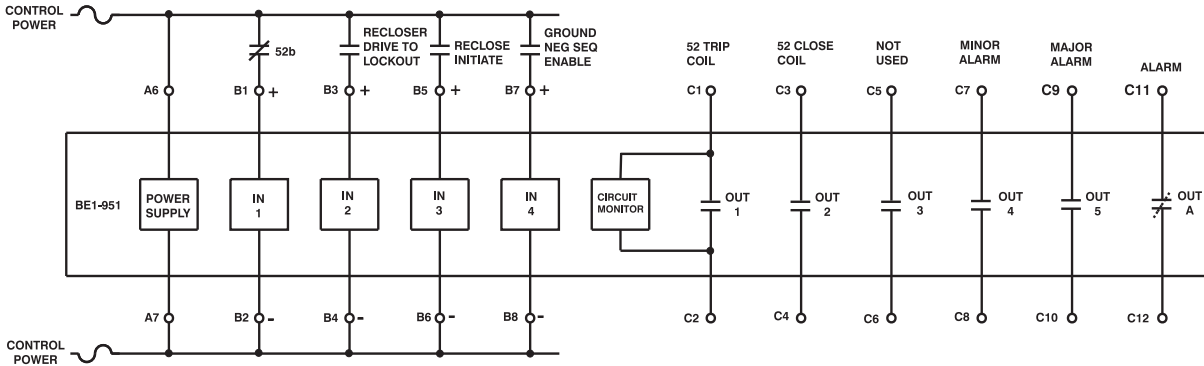 CONTROL
POWER
52b
RECLOSER
DRIVE TO
LOCKOUT
RECLOSE
INITIATE
GROUND
NEG SEQ
ENABLE
52 TRIP
COIL
52 CLOSE
COIL
NOT
USED
MINOR
ALARM
MAJOR
ALARM
ALARM
A6
B1 +
B3 +
B5 +
B7 +
C1
C3
C5
C7
C9
C11
BE1-951
POWER
SUPPLY
IN
1
IN
2
IN
3
IN
4
CIRCUIT
MONITOR
OUT
1
OUT
2
OUT
3
OUT
4
OUT
5
OUT
A
A7
B2 -
B4 -
B6 -
B8 -
C2
C4
C6
C8
C10
C12
CONTROL
POWER